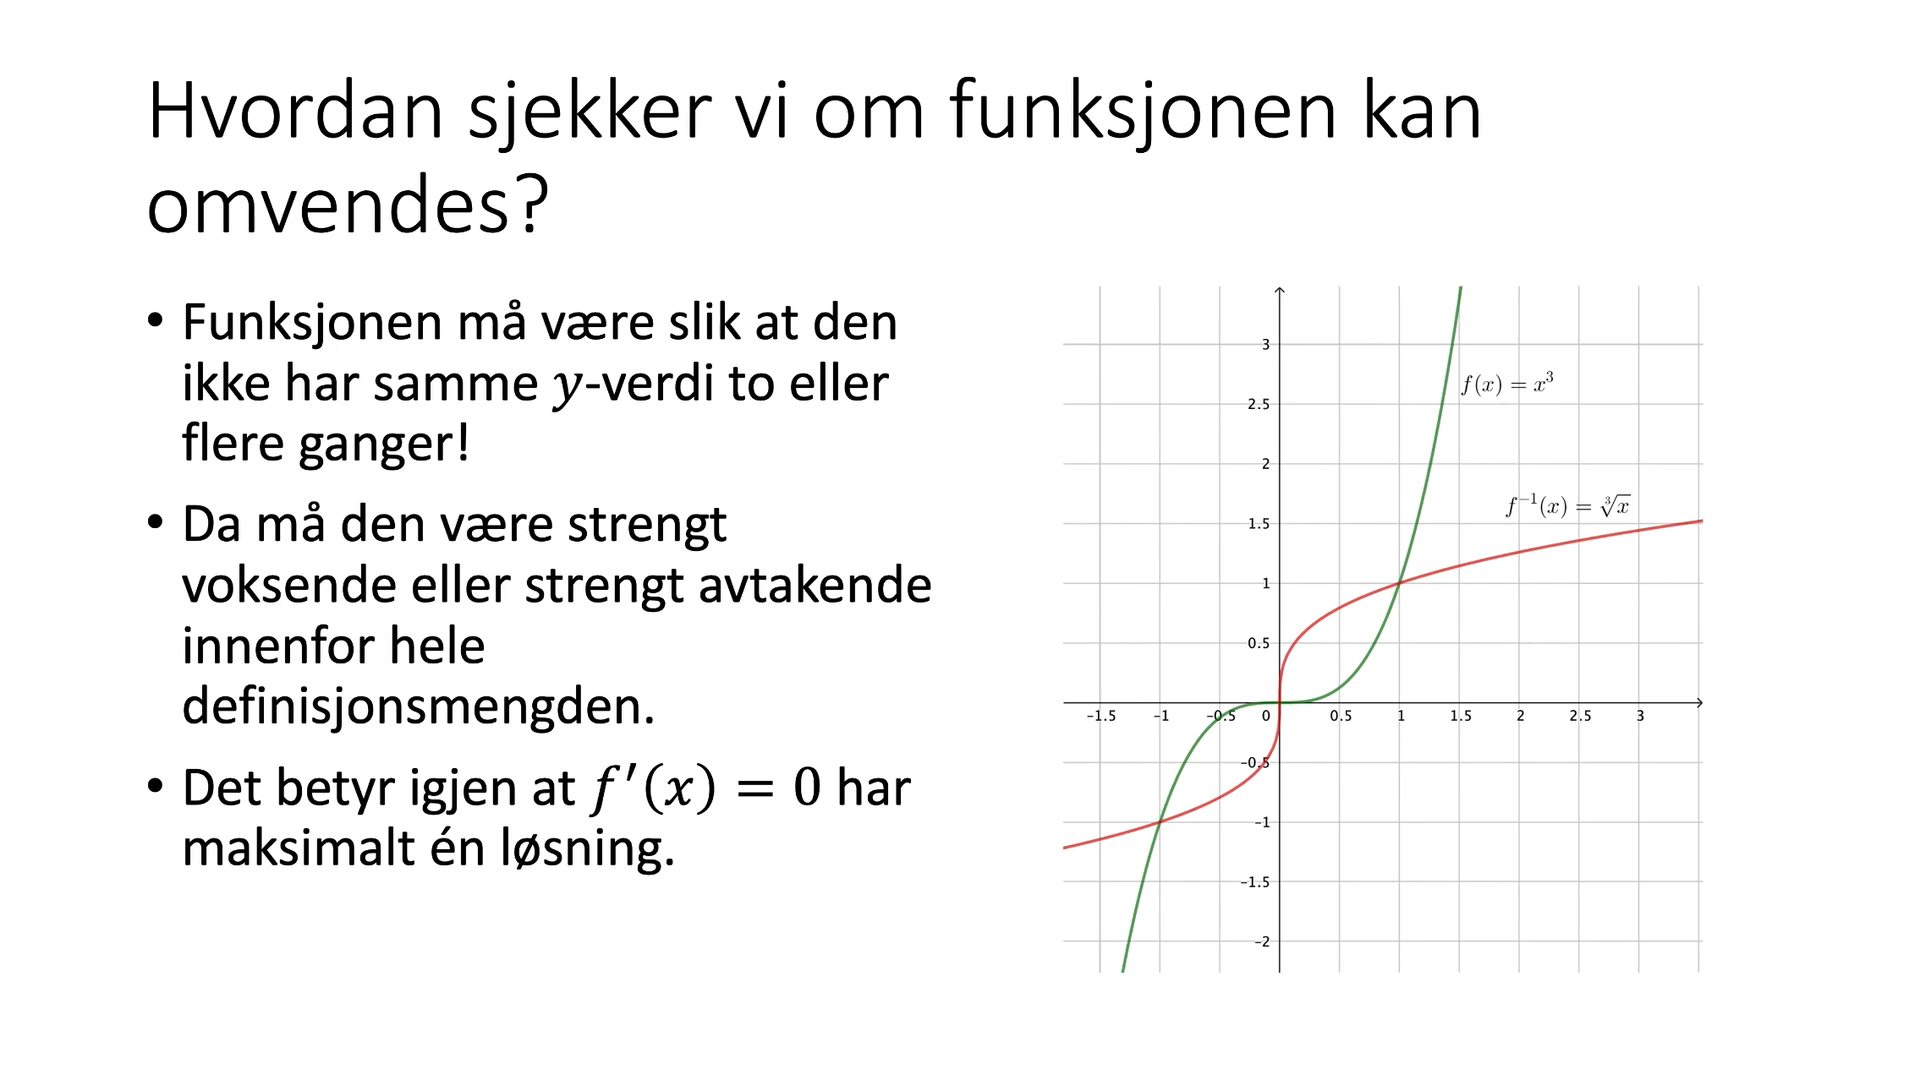 Hvordan sjekker vi om funksjonen kan
omvendes?
• Funksjonen må være slik at den
ikke har samme y-verdi to eller
flere ganger!
• Da må den være strengt
voksende eller strengt avtakende
innenfor hele
definisjonsmengden.
• Det betyr igjen at f′(x) = 0 har
maksimalt én løsning.
3
f(x) = x³
2.5
2
f⁻¹(x) = ∛x
1.5
1
0.5
−1.5 −1 −0.5 0 0.5 1 1.5 2 2.5 3
−0.5
−1
−1.5
−2